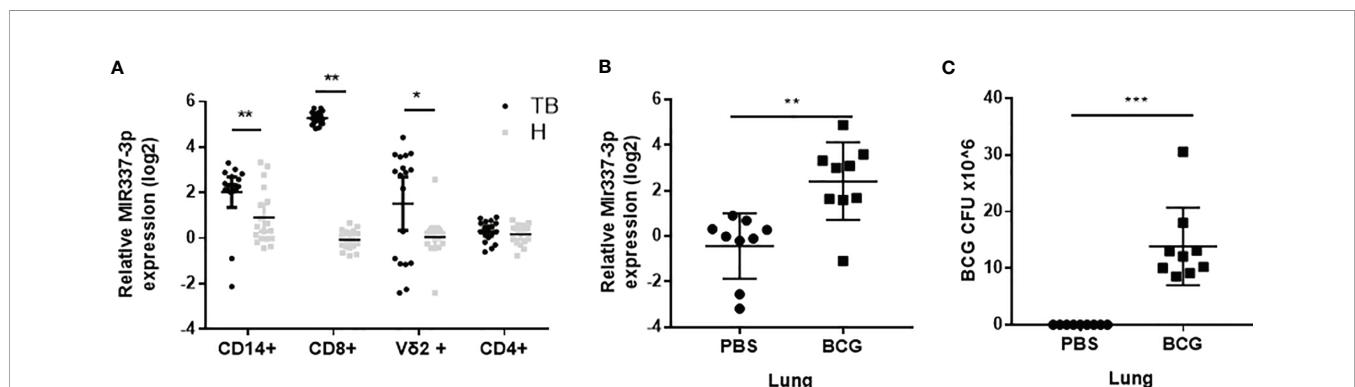 A
Relative MIR337-3p
expression (log2)
6
4
2
0
-2
-4
**
**
*
TB
H
CD14+
CD8+
Vδ2 +
CD4+
B
Relative Mir337-3p
expression (log2)
6
4
2
0
-2
-4
**
PBS
BCG
Lung
C
BCG CFU x10^6
40
30
20
10
0
***
PBS
BCG
Lung